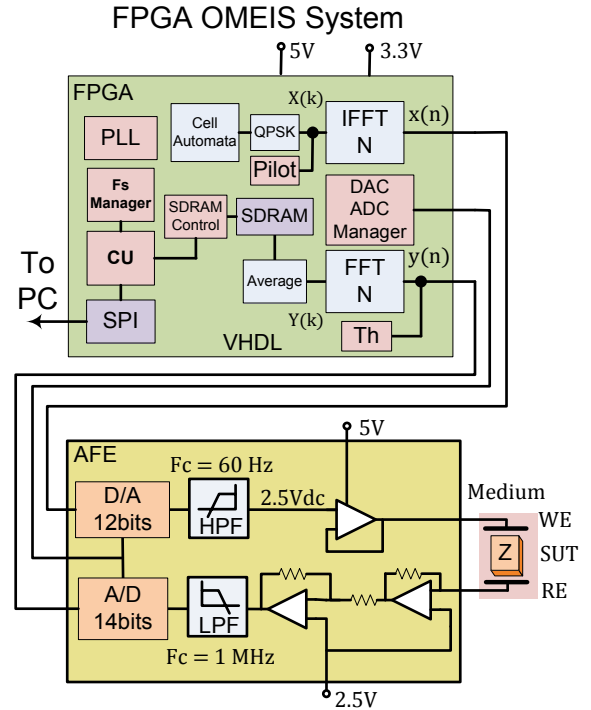 FPGA OMEIS System
5V
3.3V
FPGA
X(k)
x(n)
PLL
Cell
Automata
QPSK
IFFT
N
Pilot
Fs
Manager
SDRAM
Control
SDRAM
DAC
ADC
Manager
CU
To
PC
Average
FFT
N
y(n)
SPI
Y(k)
Th
VHDL
5V
AFE
Fc = 60 Hz
D/A
12bits
HPF
2.5Vdc
Medium
WE
Z
SUT
RE
A/D
14bits
LPF
Fc = 1 MHz
2.5V